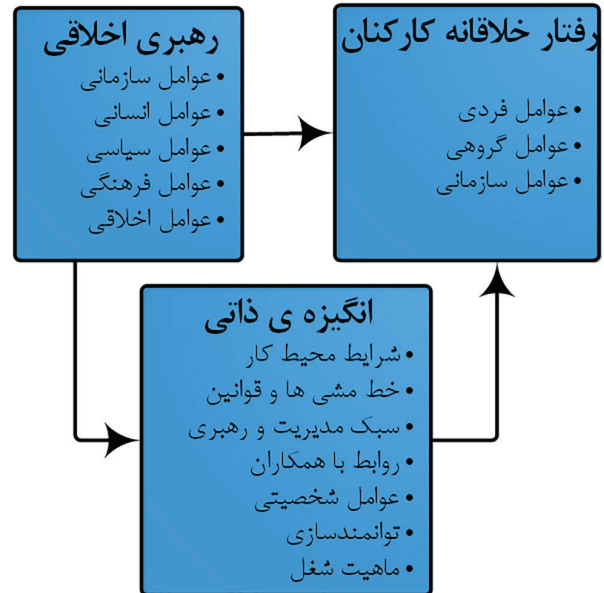 رهبری اخلاقی
• عوامل سازمانی
• عوامل انسانی
• عوامل سیاسی
• عوامل فرهنگی
• عوامل اخلاقی
رفتار خلاقانه کارکنان
• عوامل فردی
• عوامل گروهی
• عوامل سازمانی
انگیزه ی ذاتی
• شرایط محیط کار
• خط مشی ها و قوانین
• سبک مدیریت و رهبری
• روابط با همکاران
• عوامل شخصیتی
• توانمندسازی
• ماهیت شغل